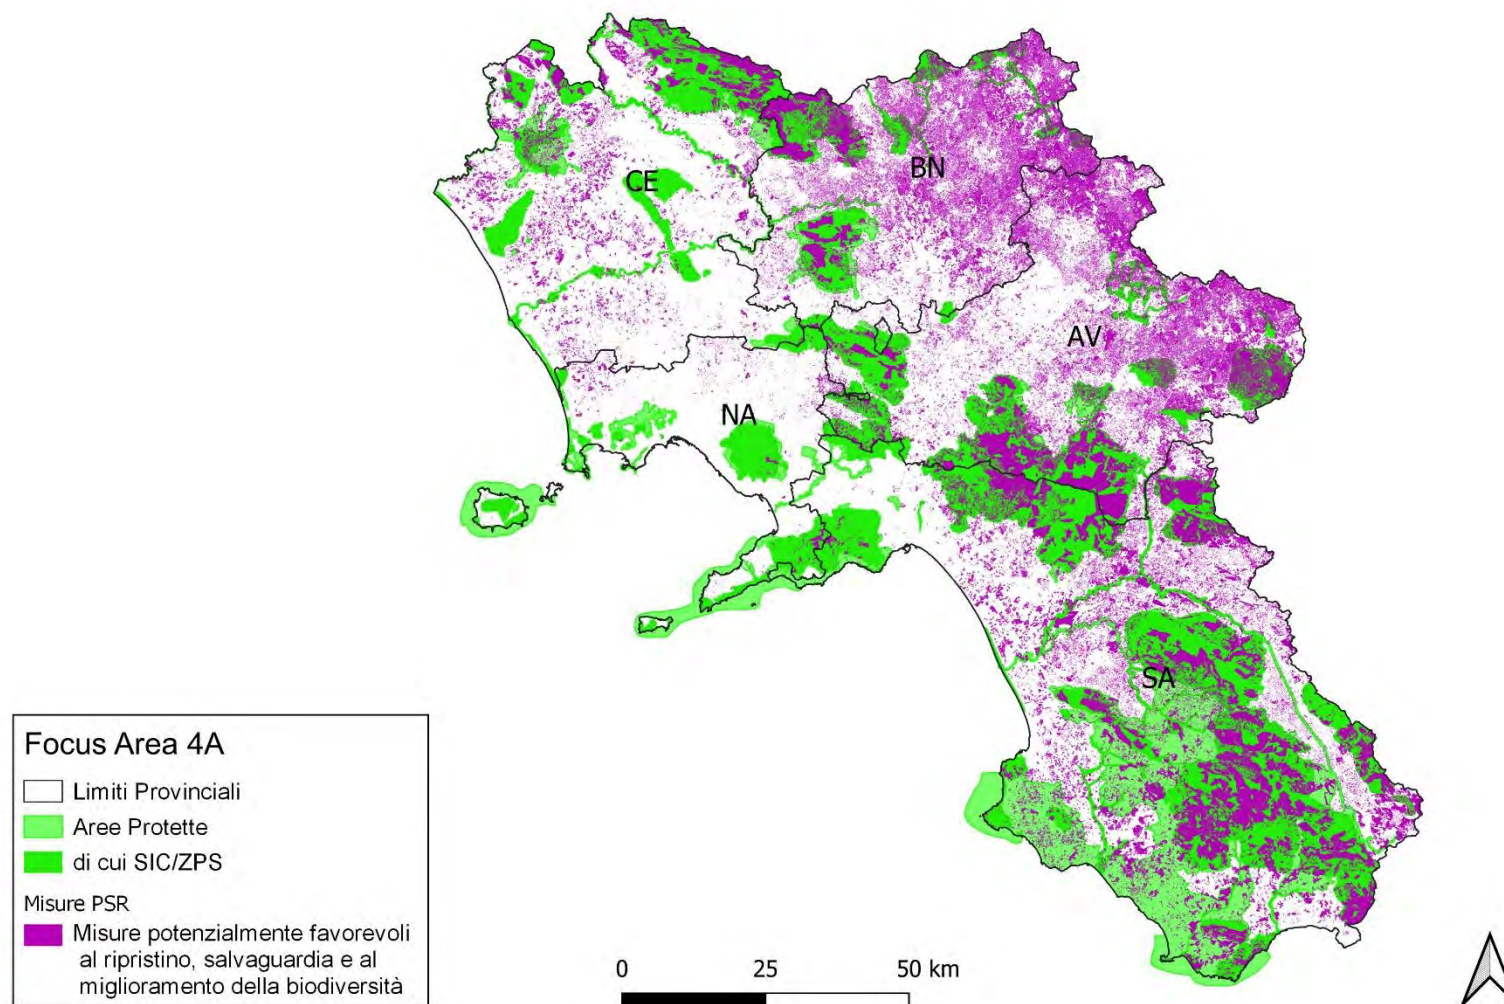 CE
BN
AV
NA
SA
Focus Area 4A
Limiti Provinciali
Aree Protette
di cui SIC/ZPS
Misure PSR
Misure potenzialmente favorevoli
al ripristino, salvaguardia e al
miglioramento della biodiversità
0 25 50 km